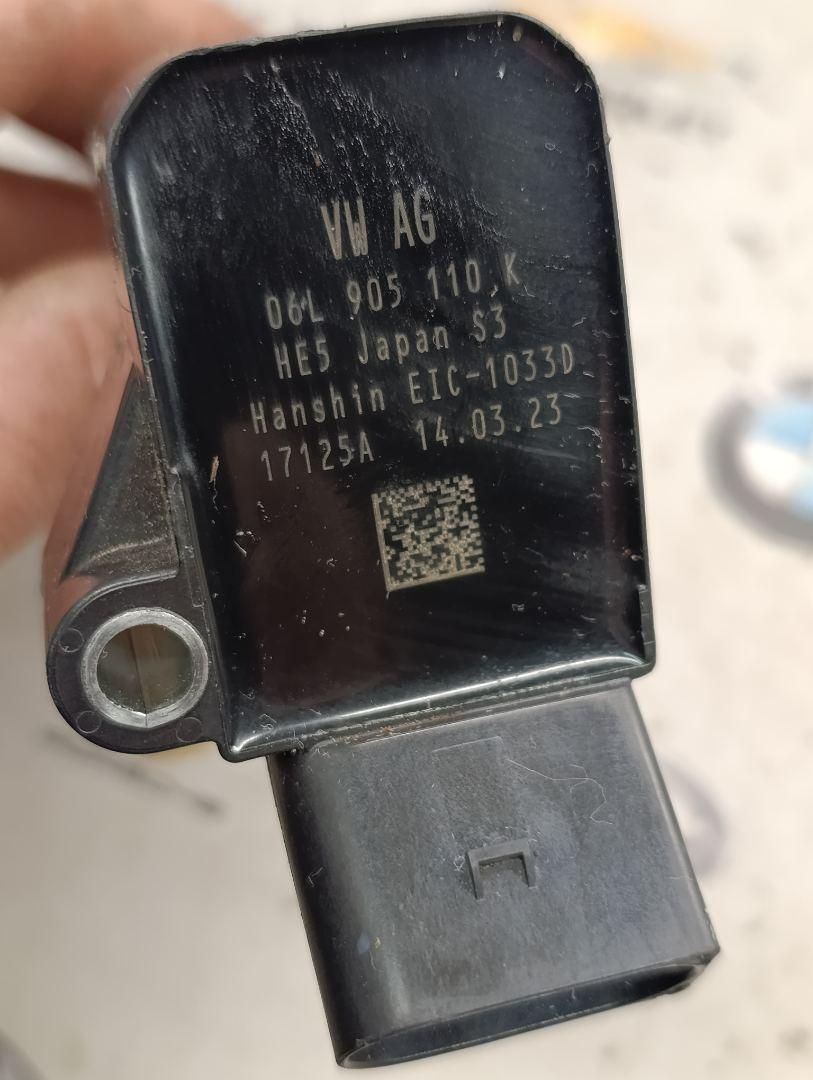 VW AG
06L 905 110 K
HE5 Japan S3
Hanshin EIC-1033D
17125A 14.03.23